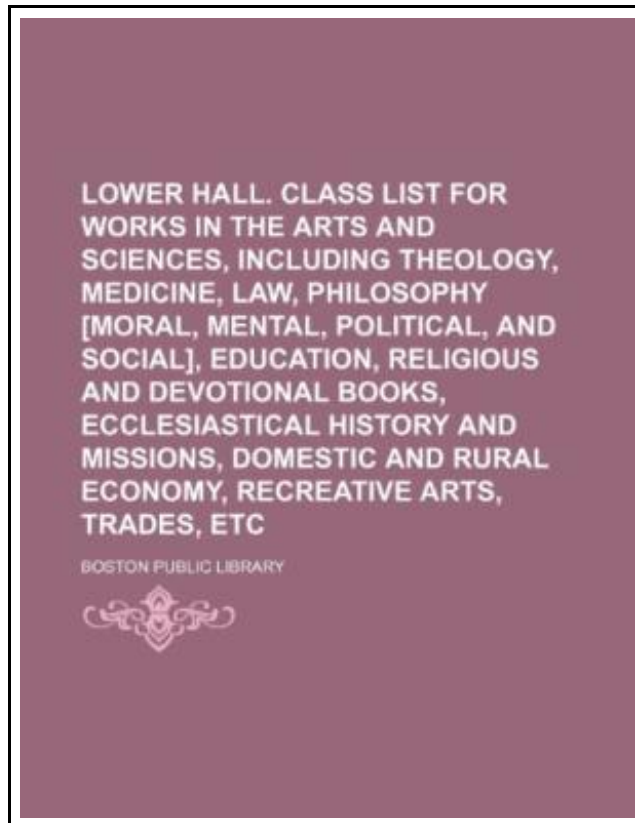 LOWER HALL. CLASS LIST FOR
WORKS IN THE ARTS AND
SCIENCES, INCLUDING THEOLOGY,
MEDICINE, LAW, PHILOSOPHY
[MORAL, MENTAL, POLITICAL, AND
SOCIAL], EDUCATION, RELIGIOUS
AND DEVOTIONAL BOOKS,
ECCLESIASTICAL HISTORY AND
MISSIONS, DOMESTIC AND RURAL
ECONOMY, RECREATIVE ARTS,
TRADES, ETC
BOSTON PUBLIC LIBRARY